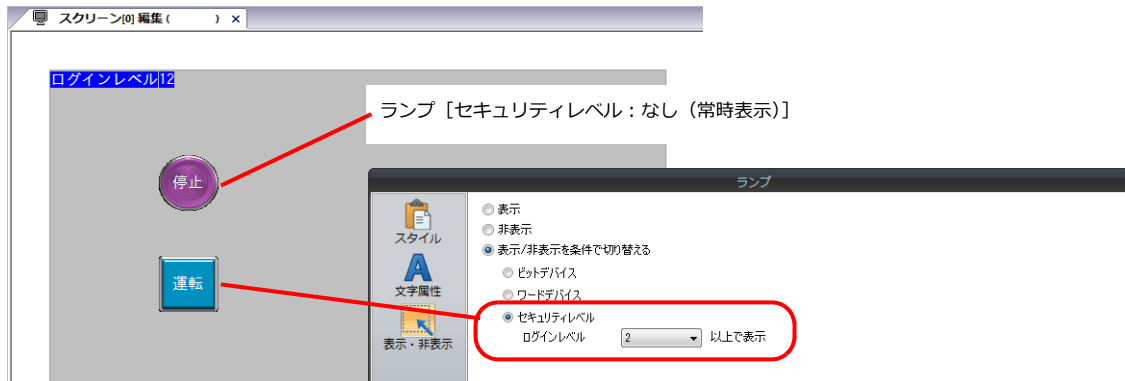 スクリーン[0] 編集 ( ) ×
ログインレベル12
ランプ［セキュリティレベル：なし（常時表示）］
停止
ランプ
スタイル
表示
非表示
表示/非表示を条件で切り替える
ビットデバイス
文字属性
運転
ワードデバイス
セキュリティレベル
ログインレベル 2 以上で表示
表示・非表示